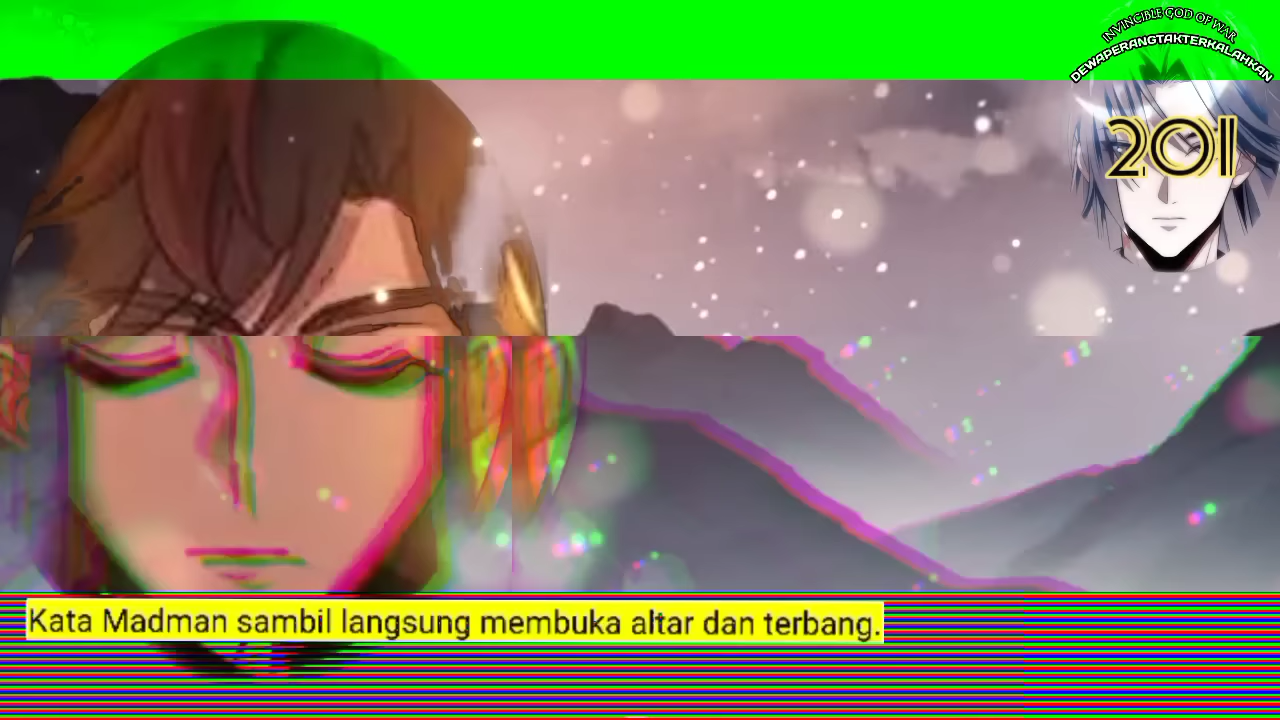 INVINCIBLE GOD OF WAR
DEWAPERANGTAKTERKALAHKAN
201
Kata Madman sambil langsung membuka altar dan terbang.